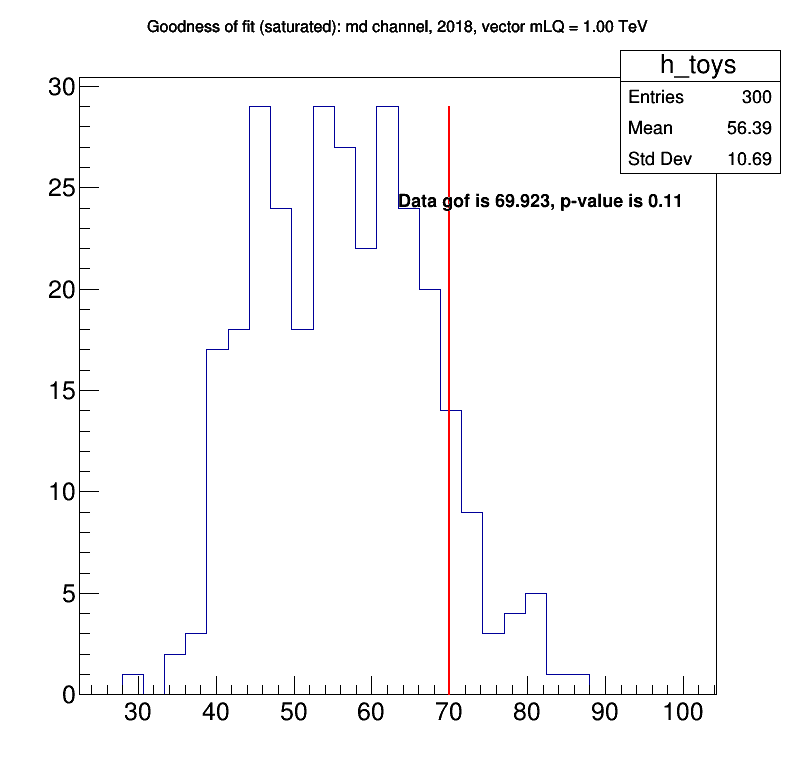 Goodness of fit (saturated): md channel, 2018, vector mLQ = 1.00 TeV
h_toys
Entries 300
Mean 56.39
Std Dev 10.69
Data gof is 69.923, p-value is 0.11
30
25
20
15
10
5
0
30 40 50 60 70 80 90 100